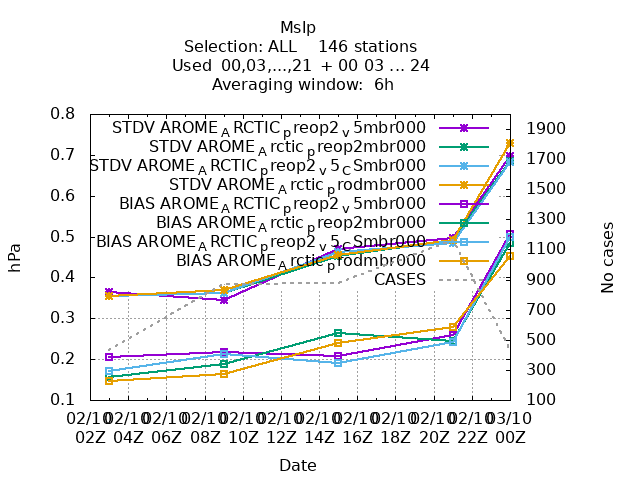 Mslp
Selection: ALL 146 stations
Used 00,03,...,21 + 00 03 ... 24
Averaging window: 6h
0.8
0.7
0.6
0.5
0.4
0.3
0.2
0.1
hPa
STDV AROME_ARCTIC_preop2_v5mbr000
STDV AROME_Arctic_preop2mbr000
STDV AROME_ARCTIC_preop2_v5_CSmbr000
STDV AROME_Arctic_prodmbr000
BIAS AROME_ARCTIC_preop2_v5mbr000
BIAS AROME_Arctic_preop2mbr000
BIAS AROME_ARCTIC_preop2_v5_CSmbr000
BIAS AROME_Arctic_prodmbr000
CASES
1900
1700
1500
1300
1100
900
700
500
300
100
No cases
02/10 02/10 02/10 02/10 02/10 02/10 02/10 02/10 02/10 02/10 02/10 03/10
02Z 04Z 06Z 08Z 10Z 12Z 14Z 16Z 18Z 20Z 22Z 00Z
Date